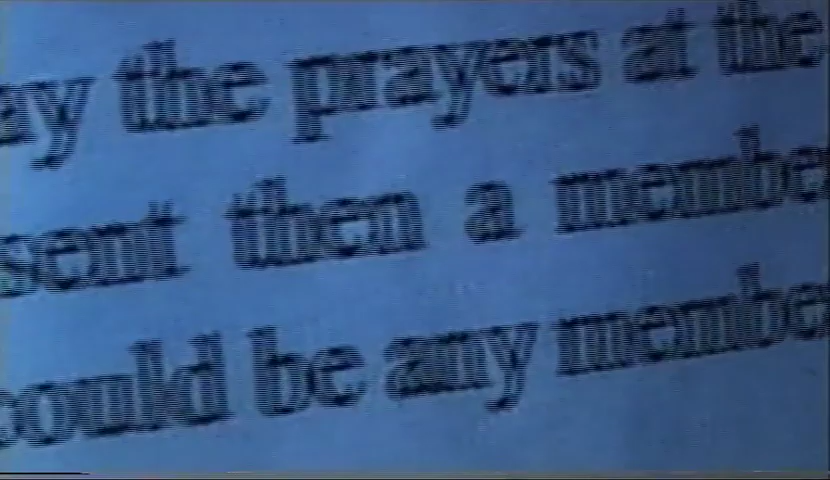 ay the prayers at the
sent then a membe
could be any membe